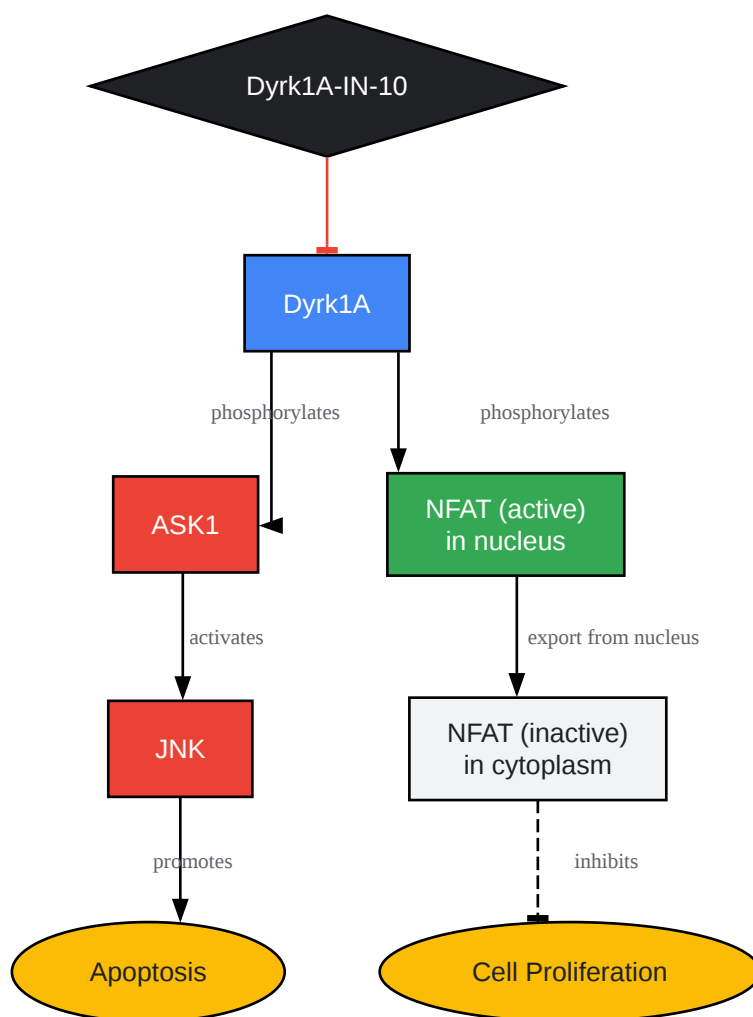 Dyrk1A-IN-10
Dyrk1A
phosphorylates
phosphorylates
ASK1
NFAT (active)
in nucleus
activates
export from nucleus
JNK
NFAT (inactive)
in cytoplasm
promotes
inhibits
Apoptosis
Cell Proliferation